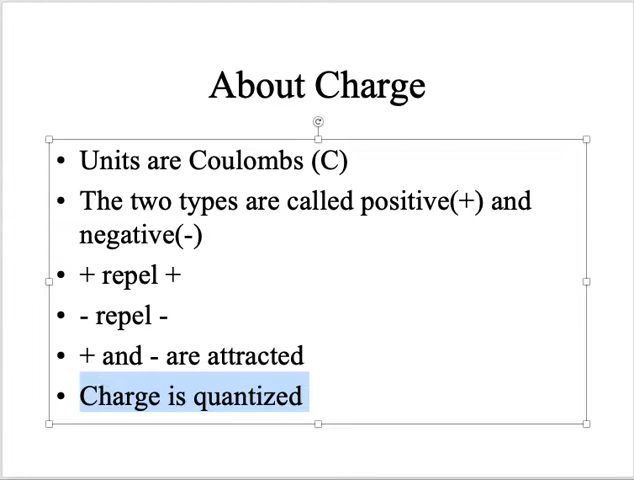 About Charge
• Units are Coulombs (C)
• The two types are called positive(+) and
negative(-)
• + repel +
• - repel -
• + and - are attracted
• Charge is quantized